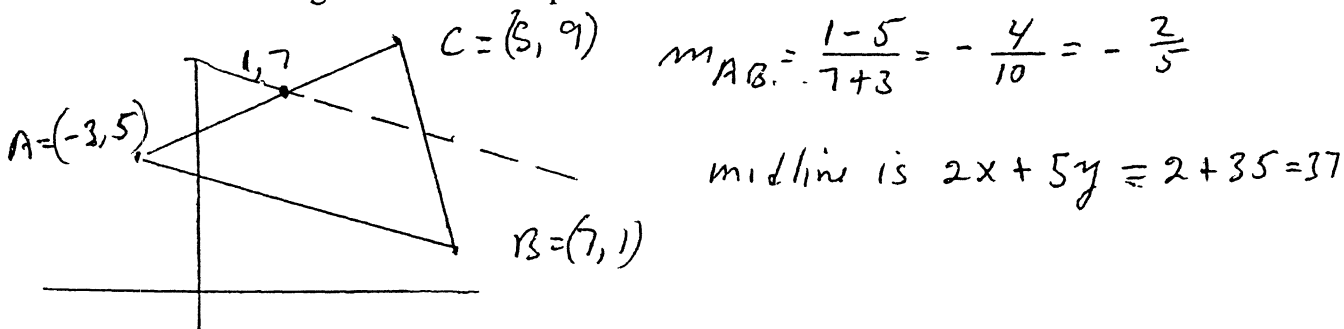 1,7
C = (5, 9)
m_AB. = (1-5)/(7+3) = - 4/10 = - 2/5
A=(-3,5)
midline is 2x + 5y = 2 + 35 = 37
B=(7,1)